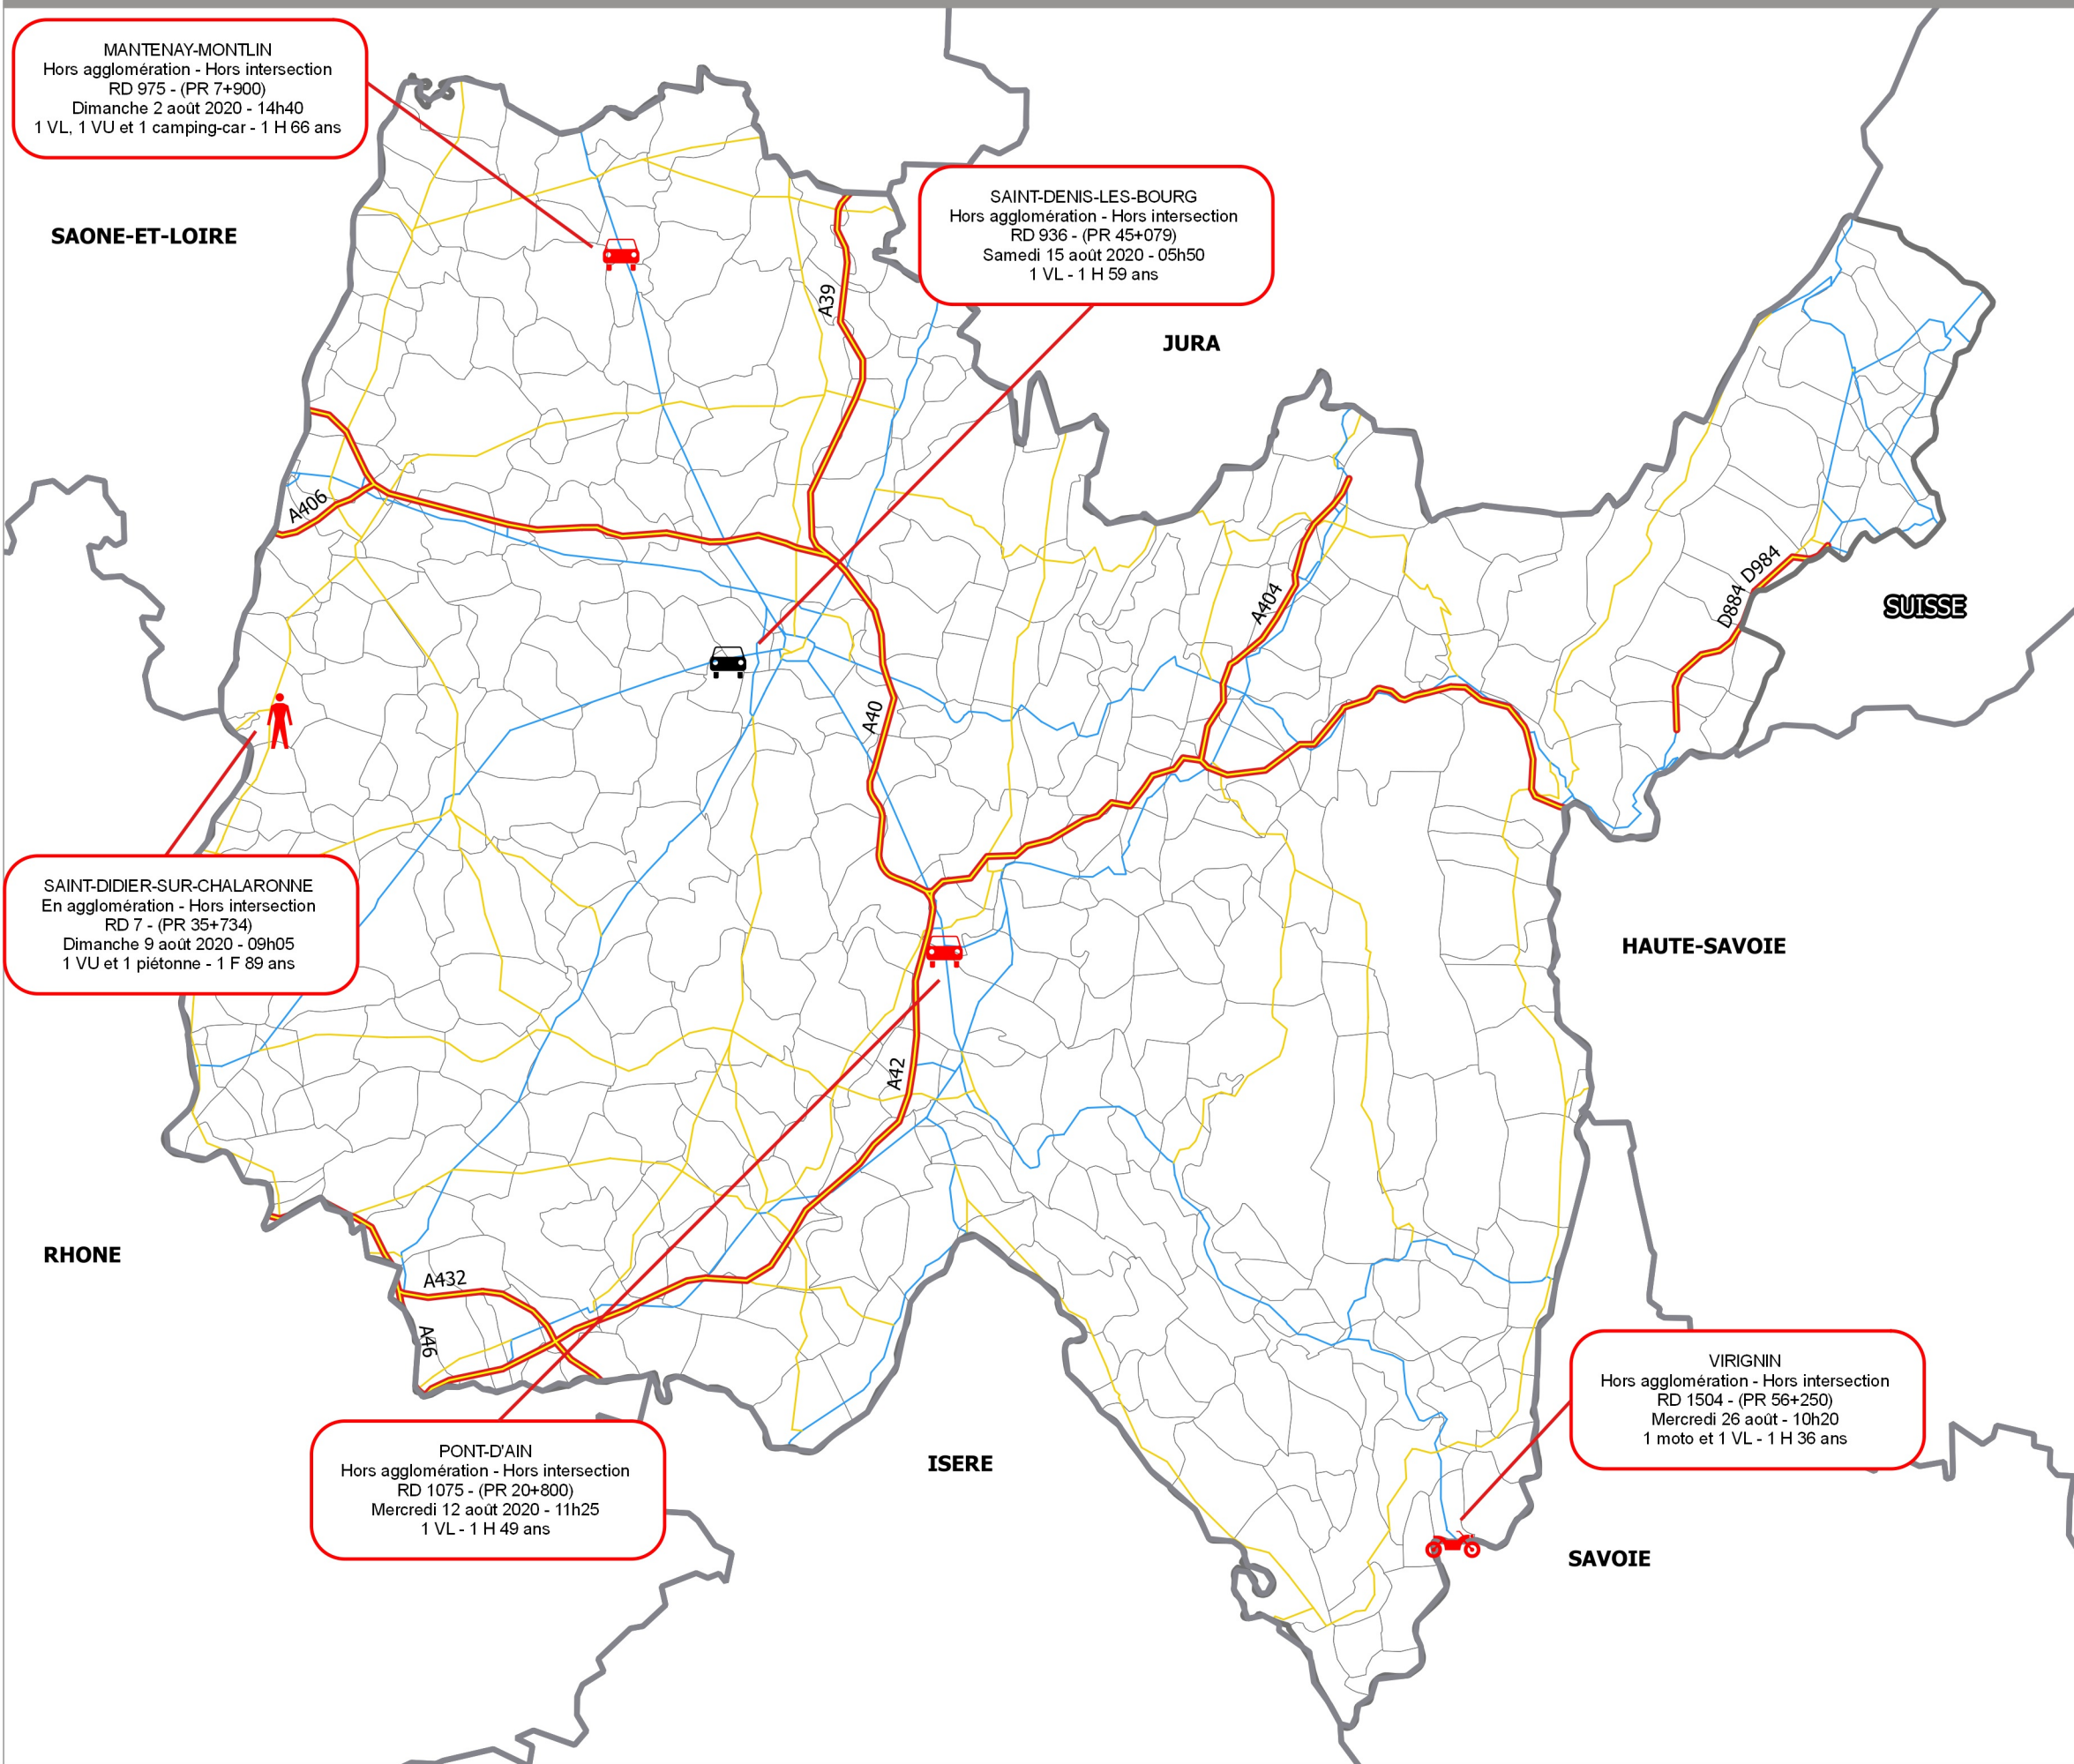 MANTENAY-MONTLIN
Hors agglomération - Hors intersection
RD 975 - (PR 7+900)
Dimanche 2 août 2020 - 14h40
1 VL, 1 VU et 1 camping-car - 1 H 66 ans
SAINT-DENIS-LES-BOURG
Hors agglomération - Hors intersection
RD 936 - (PR 45+079)
Samedi 15 août 2020 - 05h50
1 VL - 1 H 59 ans
SAONE-ET-LOIRE
A39
JURA
A406
A404
D984
D884
SUISSE
A40
SAINT-DIDIER-SUR-CHALARONNE
En agglomération - Hors intersection
RD 7 - (PR 35+734)
Dimanche 9 août 2020 - 09h05
1 VU et 1 piétonne - 1 F 89 ans
HAUTE-SAVOIE
A42
RHONE
A432
A46
VIRIGNIN
Hors agglomération - Hors intersection
RD 1504 - (PR 56+250)
Mercredi 26 août - 10h20
1 moto et 1 VL - 1 H 36 ans
PONT-D'AIN
Hors agglomération - Hors intersection
RD 1075 - (PR 20+800)
Mercredi 12 août 2020 - 11h25
1 VL - 1 H 49 ans
ISERE
SAVOIE